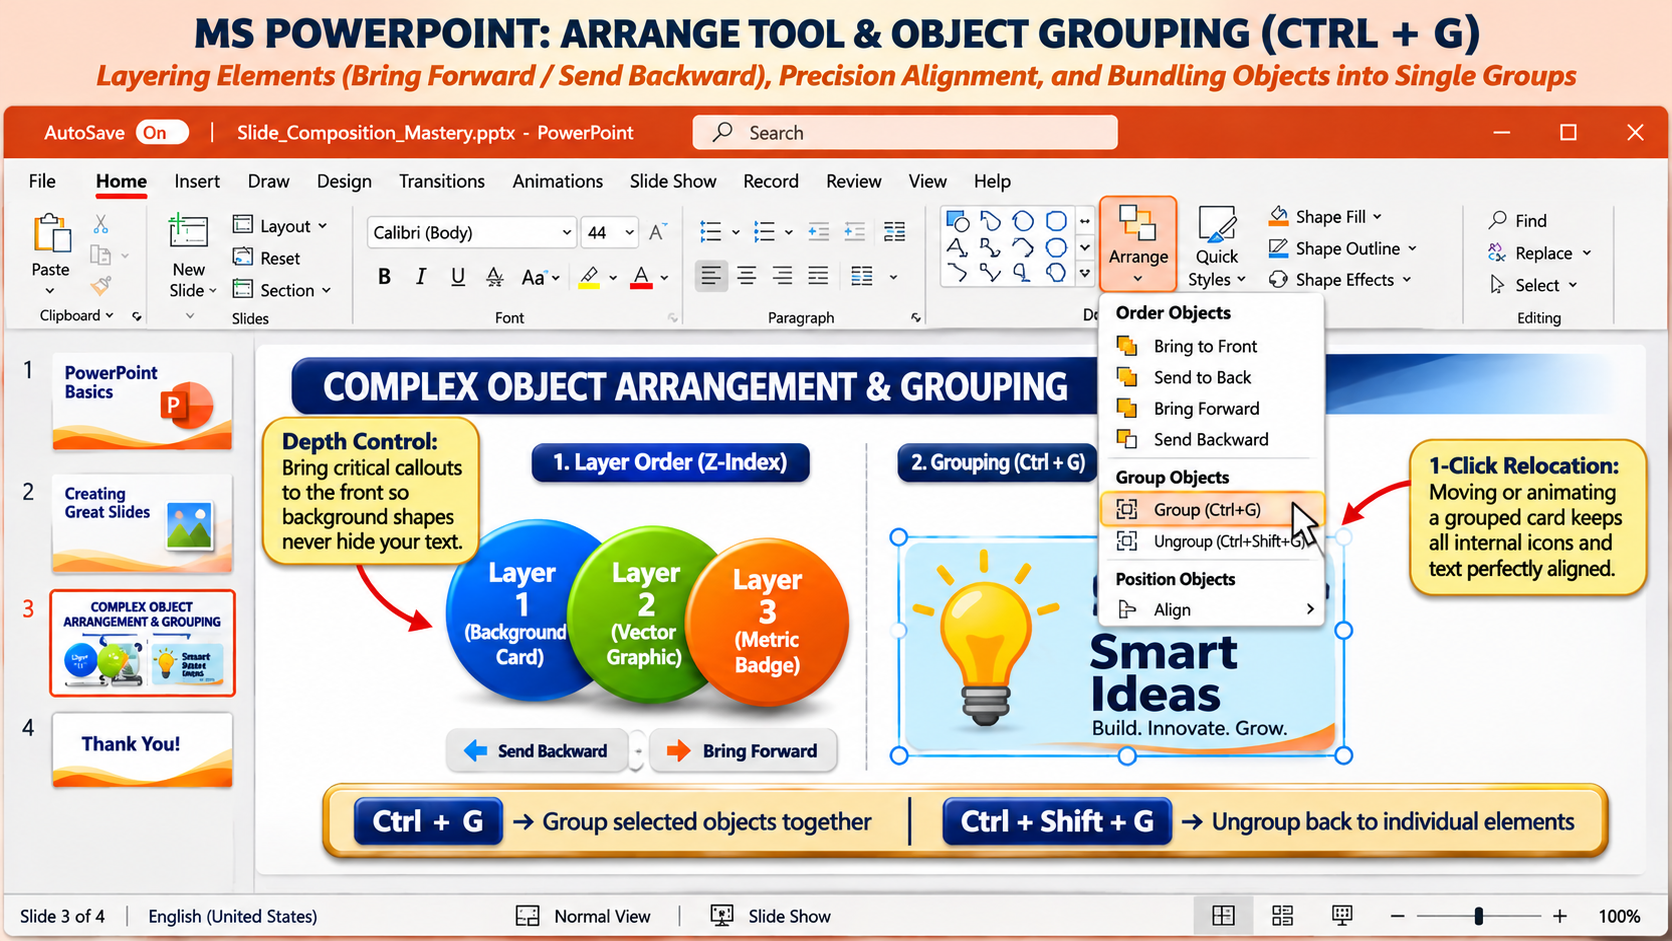 MS POWERPOINT: ARRANGE TOOL & OBJECT GROUPING (CTRL + G)
Layering Elements (Bring Forward / Send Backward), Precision Alignment, and Bundling Objects into Single Groups
AutoSave On | Slide_Composition_Mastery.pptx - PowerPoint
Search
File Home Insert Draw Design Transitions Animations Slide Show Record Review View Help
Paste
Clipboard
New
Slide
Layout
Reset
Section
Slides
Calibri (Body) 44 A
B I U Aa A
Font
Paragraph
Arrange
Quick
Styles
Shape Fill
Shape Outline
Shape Effects
Find
Replace
Select
Editing
Order Objects
Bring to Front
Send to Back
Bring Forward
Send Backward
Group Objects
Group (Ctrl+G)
Ungroup (Ctrl+Shift+G)
Position Objects
Align
1
PowerPoint
Basics
P
2
Creating
Great Slides
3
COMPLEX OBJECT
ARRANGEMENT & GROUPING
4
Thank You!
COMPLEX OBJECT ARRANGEMENT & GROUPING
Depth Control:
Bring critical callouts
to the front so
background shapes
never hide your text.
1. Layer Order (Z-Index)
Layer
1
(Background
Card)
Layer
2
(Vector
Graphic)
Layer
3
(Metric
Badge)
Send Backward
Bring Forward
2. Grouping (Ctrl + G)
Smart
Ideas
Build. Innovate. Grow.
1-Click Relocation:
Moving or animating
a grouped card keeps
all internal icons and
text perfectly aligned.
Ctrl + G → Group selected objects together | Ctrl + Shift + G → Ungroup back to individual elements
Slide 3 of 4 | English (United States)
Normal View | Slide Show
100%